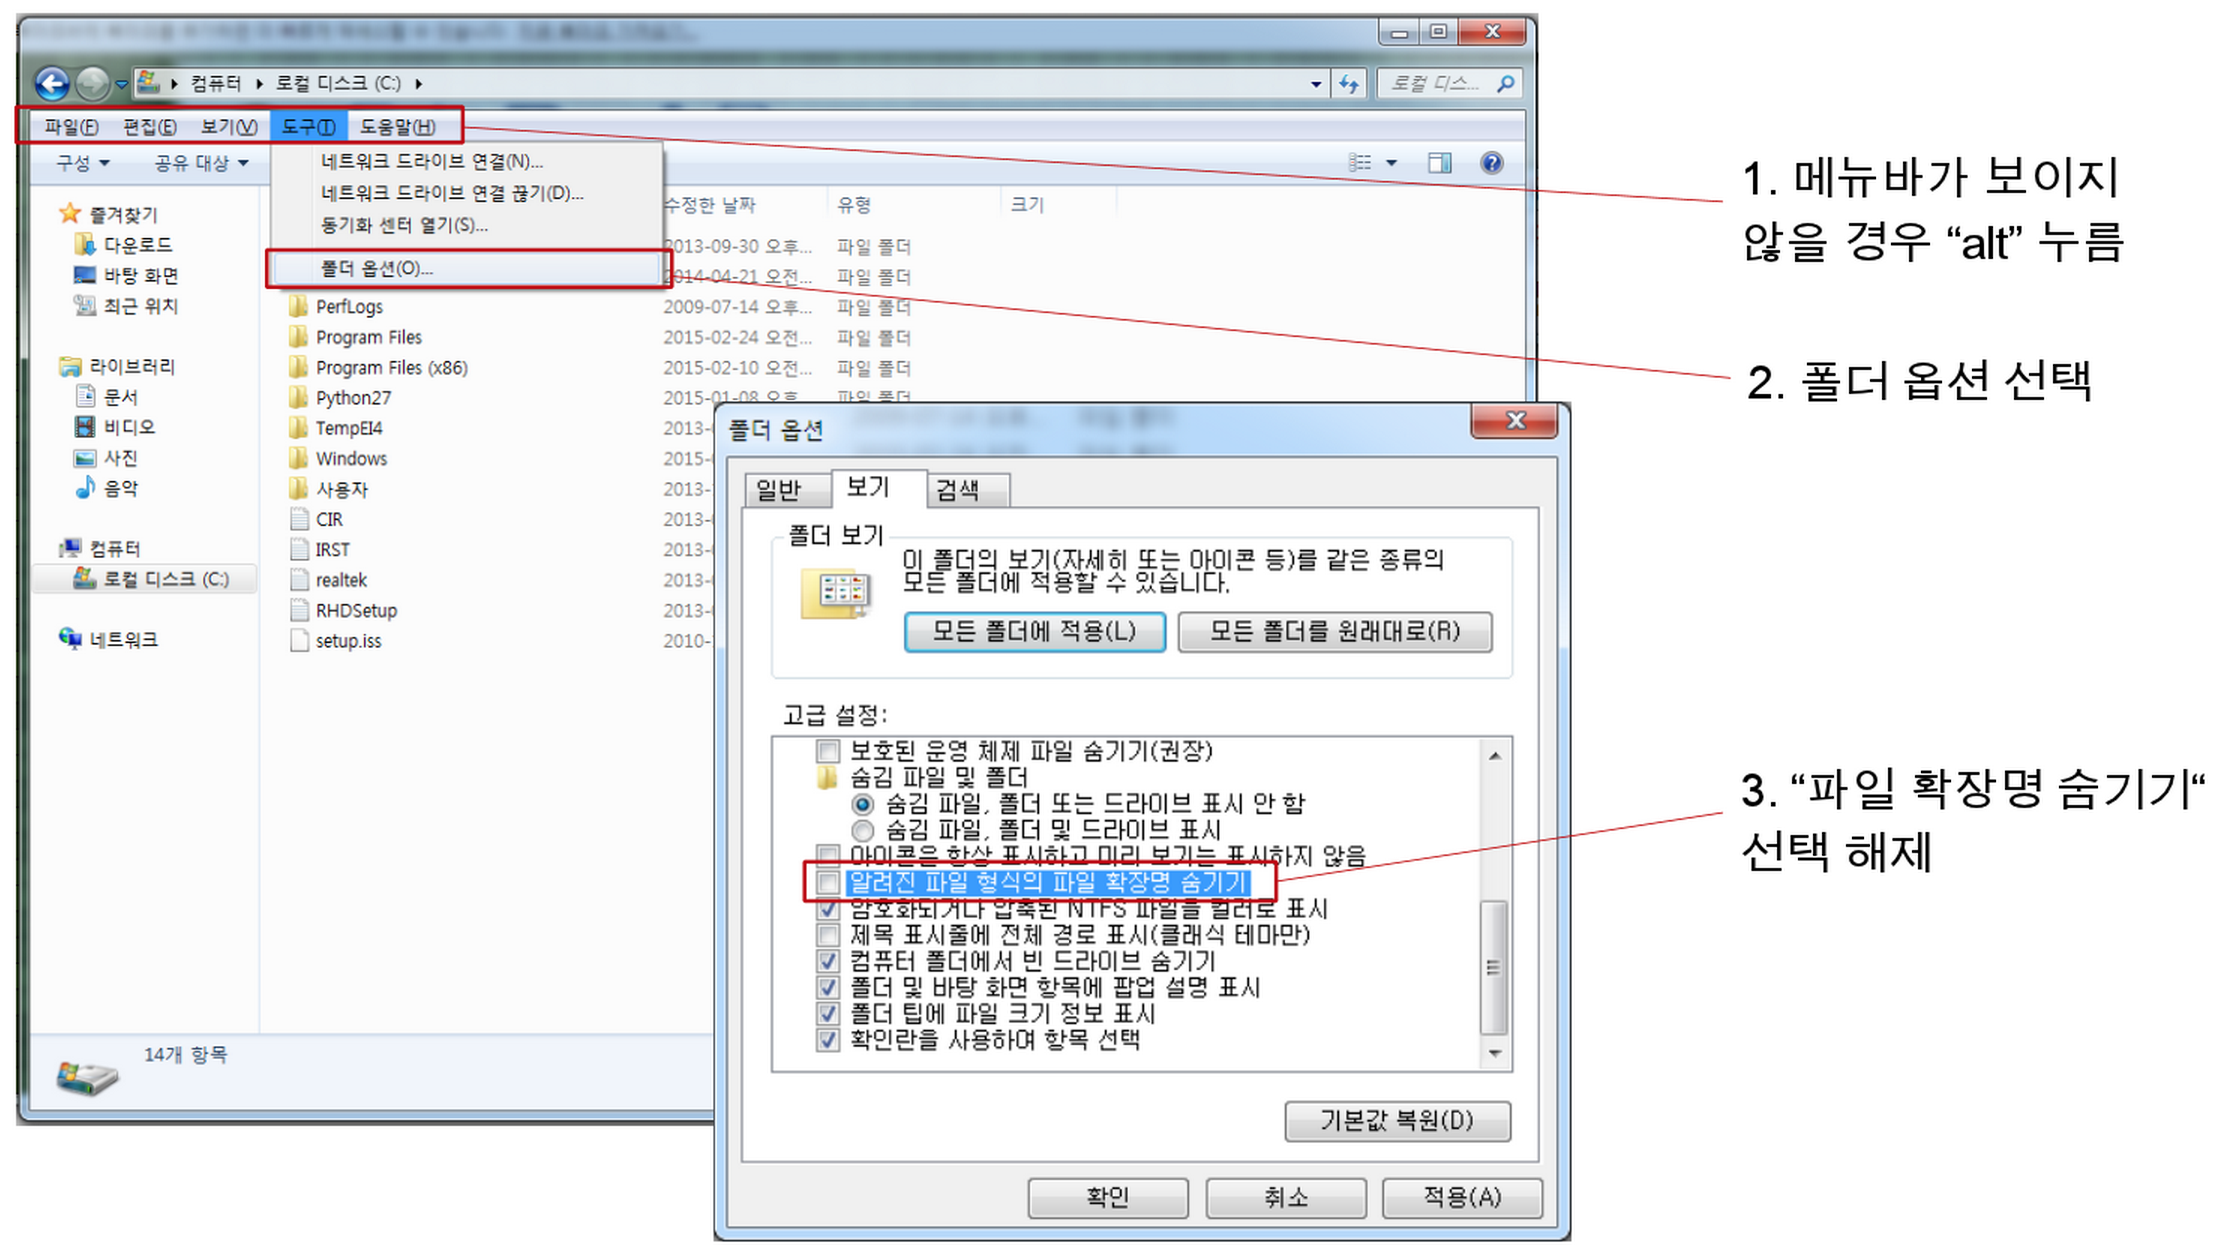 컴퓨터 로컬 디스크 (C:)
로컬 디스...
파일(F) 편집(E) 보기(V) 도구(T) 도움말(H)
구성 공유 대상
네트워크 드라이브 연결(N)...
네트워크 드라이브 연결 끊기(D)...
동기화 센터 열기(S)...
폴더 옵션(O)...
수정한 날짜 유형 크기
2013-09-30 오후... 파일 폴더
2014-04-21 오전... 파일 폴더
PerfLogs 2009-07-14 오후... 파일 폴더
Program Files 2015-02-24 오전... 파일 폴더
Program Files (x86) 2015-02-10 오전... 파일 폴더
Python27 2015-01-08 오후... 파일 폴더
TempEI4 2013-
Windows 2015-
사용자 2013-
CIR 2013-
IRST 2013-
realtek 2013-
RHDSetup 2013-
setup.iss 2010-
즐겨찾기
다운로드
바탕 화면
최근 위치
라이브러리
문서
비디오
사진
음악
컴퓨터
로컬 디스크 (C:)
네트워크
14개 항목
폴더 옵션
일반 보기 검색
폴더 보기
이 폴더의 보기(자세히 또는 아이콘 등)를 같은 종류의
모든 폴더에 적용할 수 있습니다.
모든 폴더에 적용(L) 모든 폴더를 원래대로(R)
고급 설정:
보호된 운영 체제 파일 숨기기(권장)
숨김 파일 및 폴더
숨김 파일, 폴더 또는 드라이브 표시 안 함
숨김 파일, 폴더 및 드라이브 표시
아이콘은 항상 표시하고 미리 보기는 표시하지 않음
알려진 파일 형식의 파일 확장명 숨기기
암호화되거나 압축된 NTFS 파일을 컬러로 표시
제목 표시줄에 전체 경로 표시(클래식 테마만)
컴퓨터 폴더에서 빈 드라이브 숨기기
폴더 및 바탕 화면 항목에 팝업 설명 표시
폴더 팁에 파일 크기 정보 표시
확인란을 사용하여 항목 선택
기본값 복원(D)
확인 취소 적용(A)
1. 메뉴바가 보이지
않을 경우 “alt” 누름
2. 폴더 옵션 선택
3. “파일 확장명 숨기기“
선택 해제